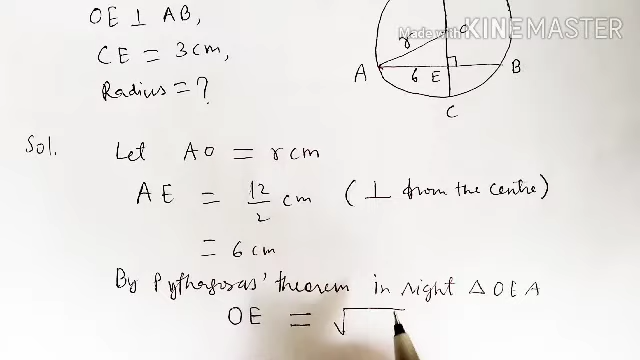 OE ⊥ AB,
CE = 3cm,
Radius = ?
Made with KINEMASTER
r
O
A
6
E
B
C
Sol.
Let AO = r cm
AE = 12/2 cm (⊥ from the centre)
= 6 cm
By Pythagoras' theorem in right △ OEA
OE = √